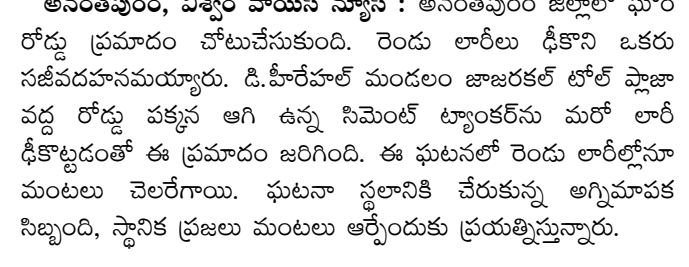 అనంతపురం, విశ్వం వాయిస్ న్యూస్ : అనంతపురం జిల్లాలో ఘోర
రోడ్డు ప్రమాదం చోటుచేసుకుంది. రెండు లారీలు ఢీకొని ఒకరు
సజీవదహనమయ్యారు. డి.హీరేహల్ మండలం జాజరకల్ టోల్ ప్లాజా
వద్ద రోడ్డు పక్కన ఆగి ఉన్న సిమెంట్ ట్యాంకర్‌ను మరో లారీ
ఢీకొట్టడంతో ఈ ప్రమాదం జరిగింది. ఈ ఘటనలో రెండు లారీల్లోనూ
మంటలు చెలరేగాయి. ఘటనా స్థలానికి చేరుకున్న అగ్నిమాపక
సిబ్బంది, స్థానిక ప్రజలు మంటలు ఆర్పేందుకు ప్రయత్నిస్తున్నారు.